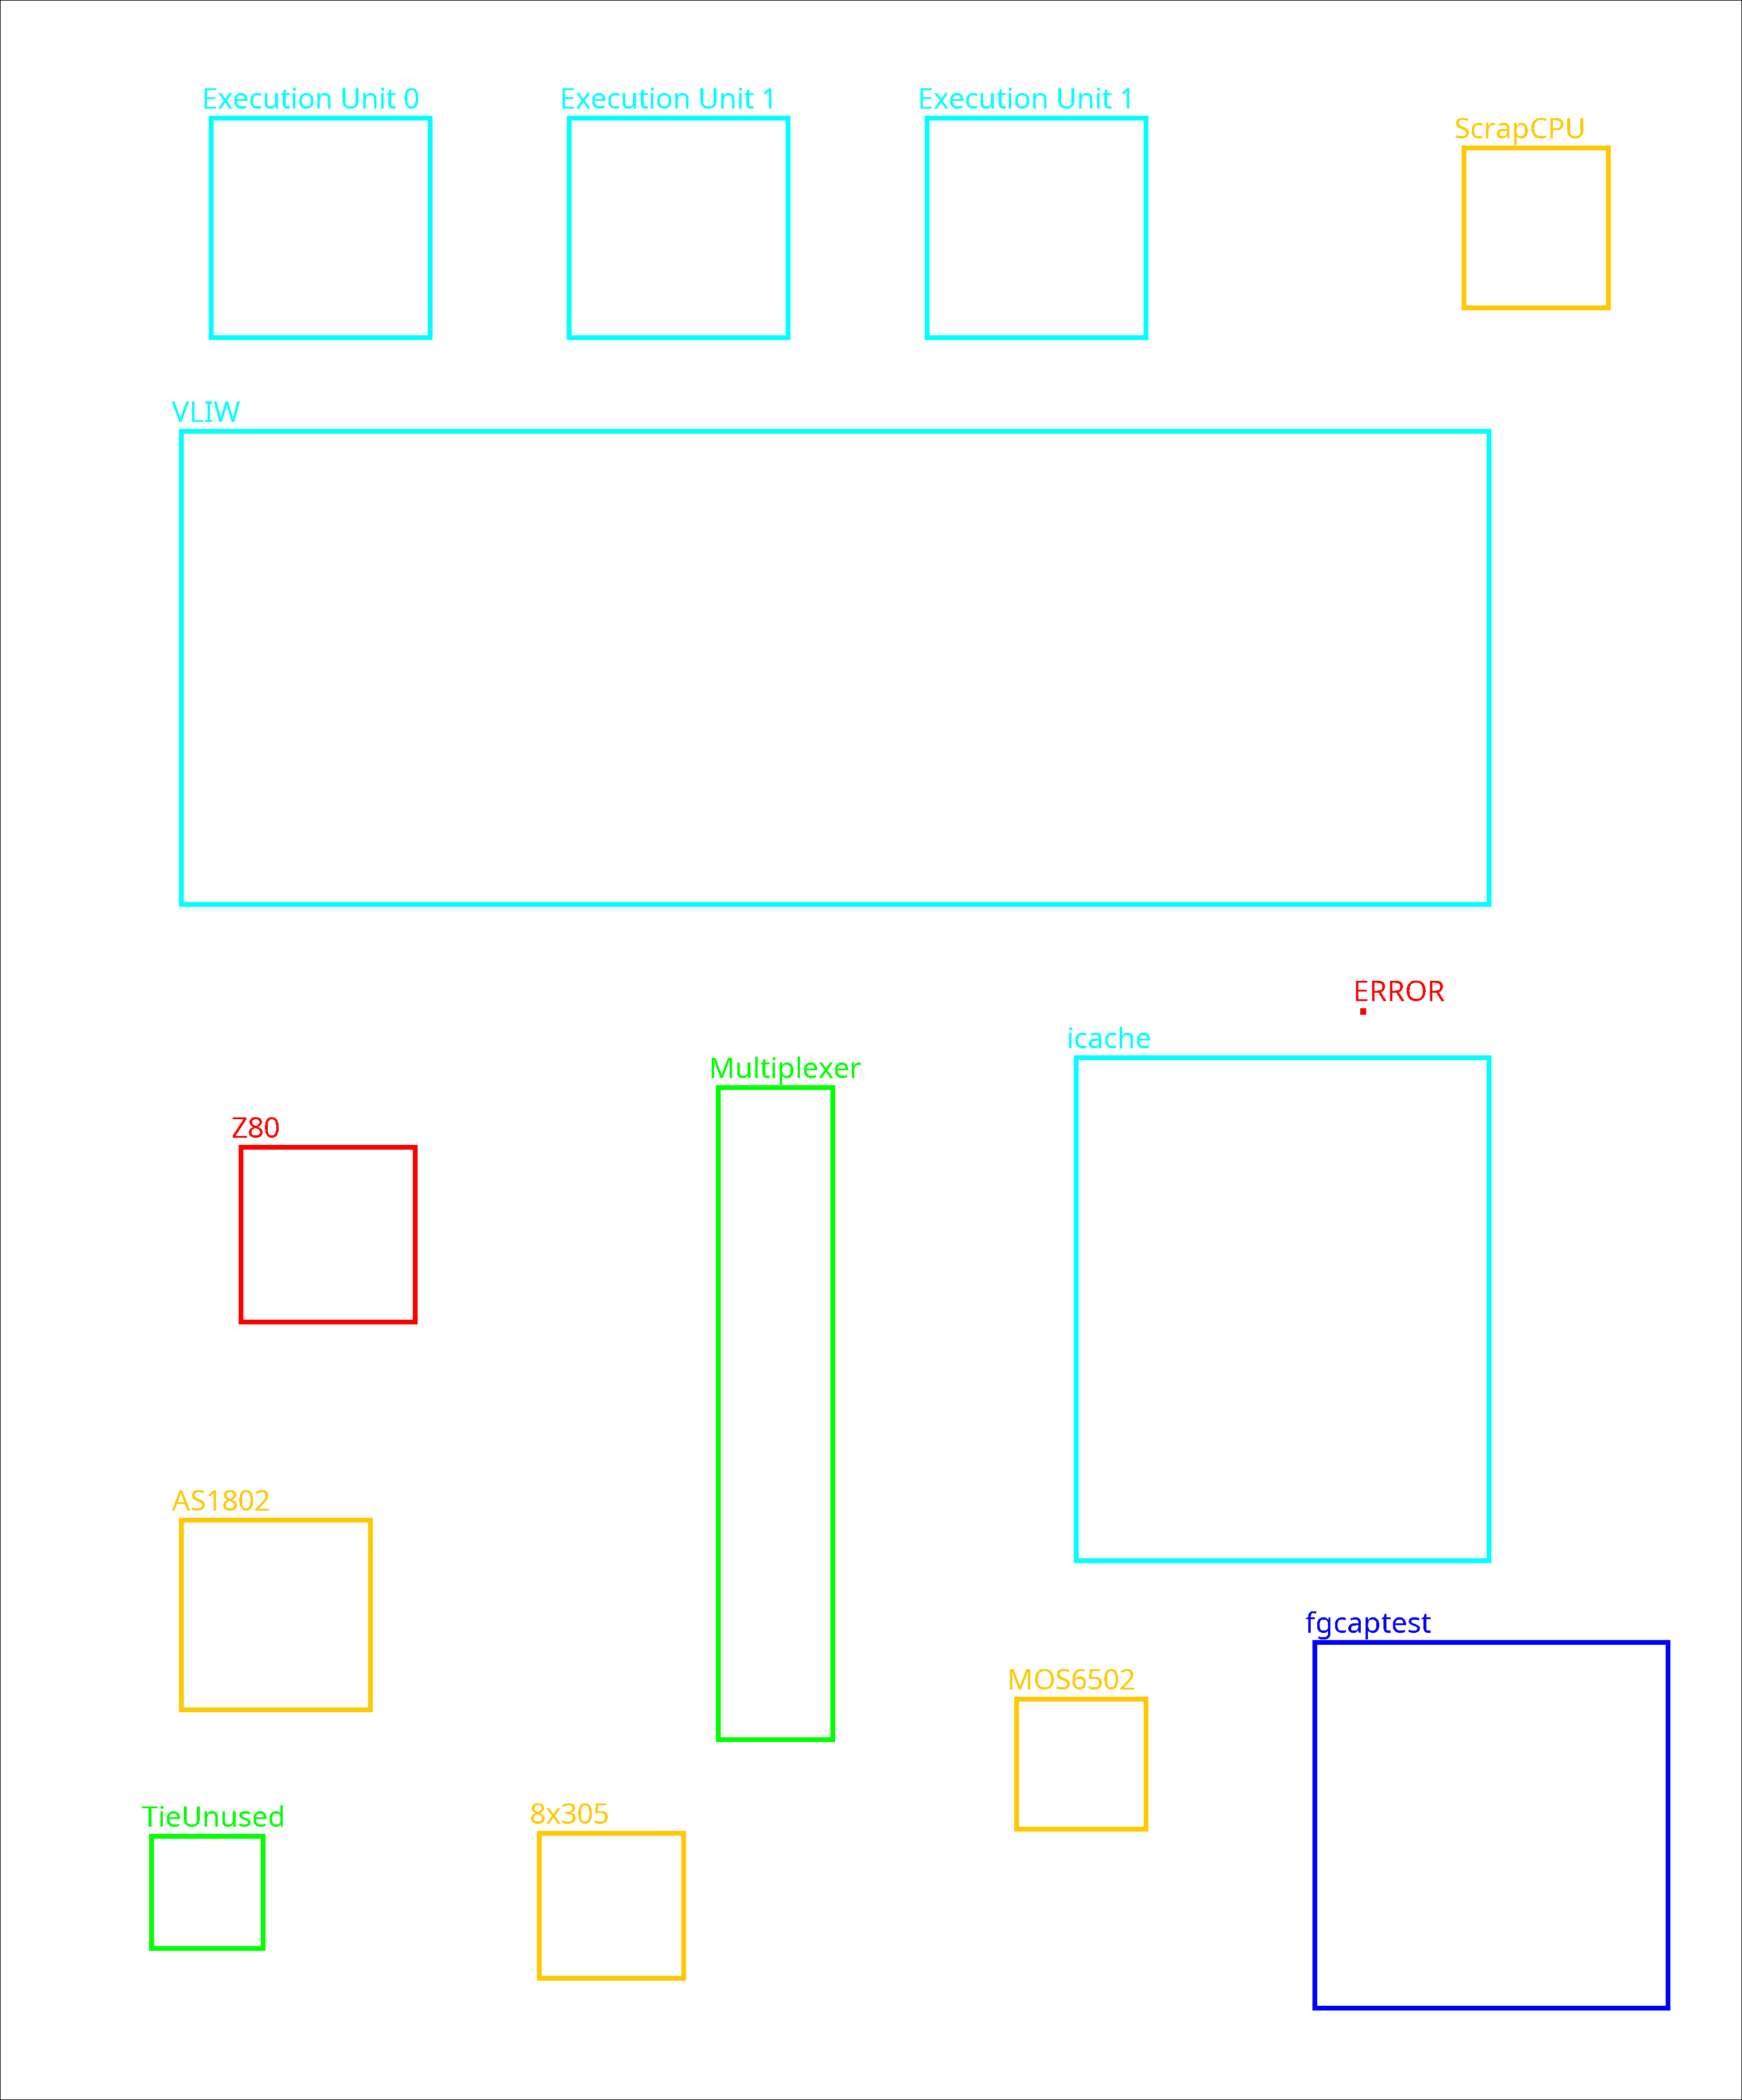 Execution Unit 0
Execution Unit 1
Execution Unit 1
ScrapCPU
VLIW
ERROR
icache
Multiplexer
Z80
AS1802
fgcaptest
MOS6502
8x305
TieUnused